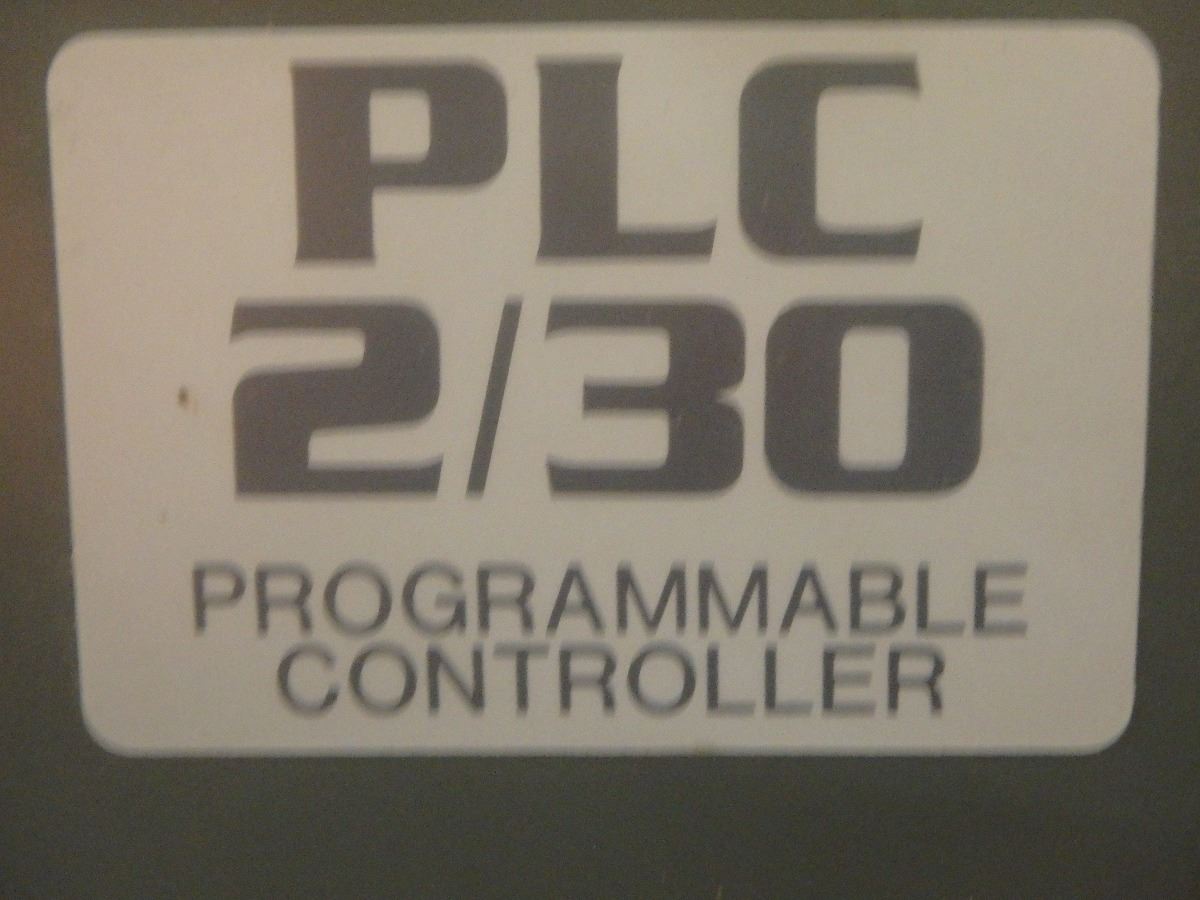 PLC
2/30
PROGRAMMABLE
CONTROLLER